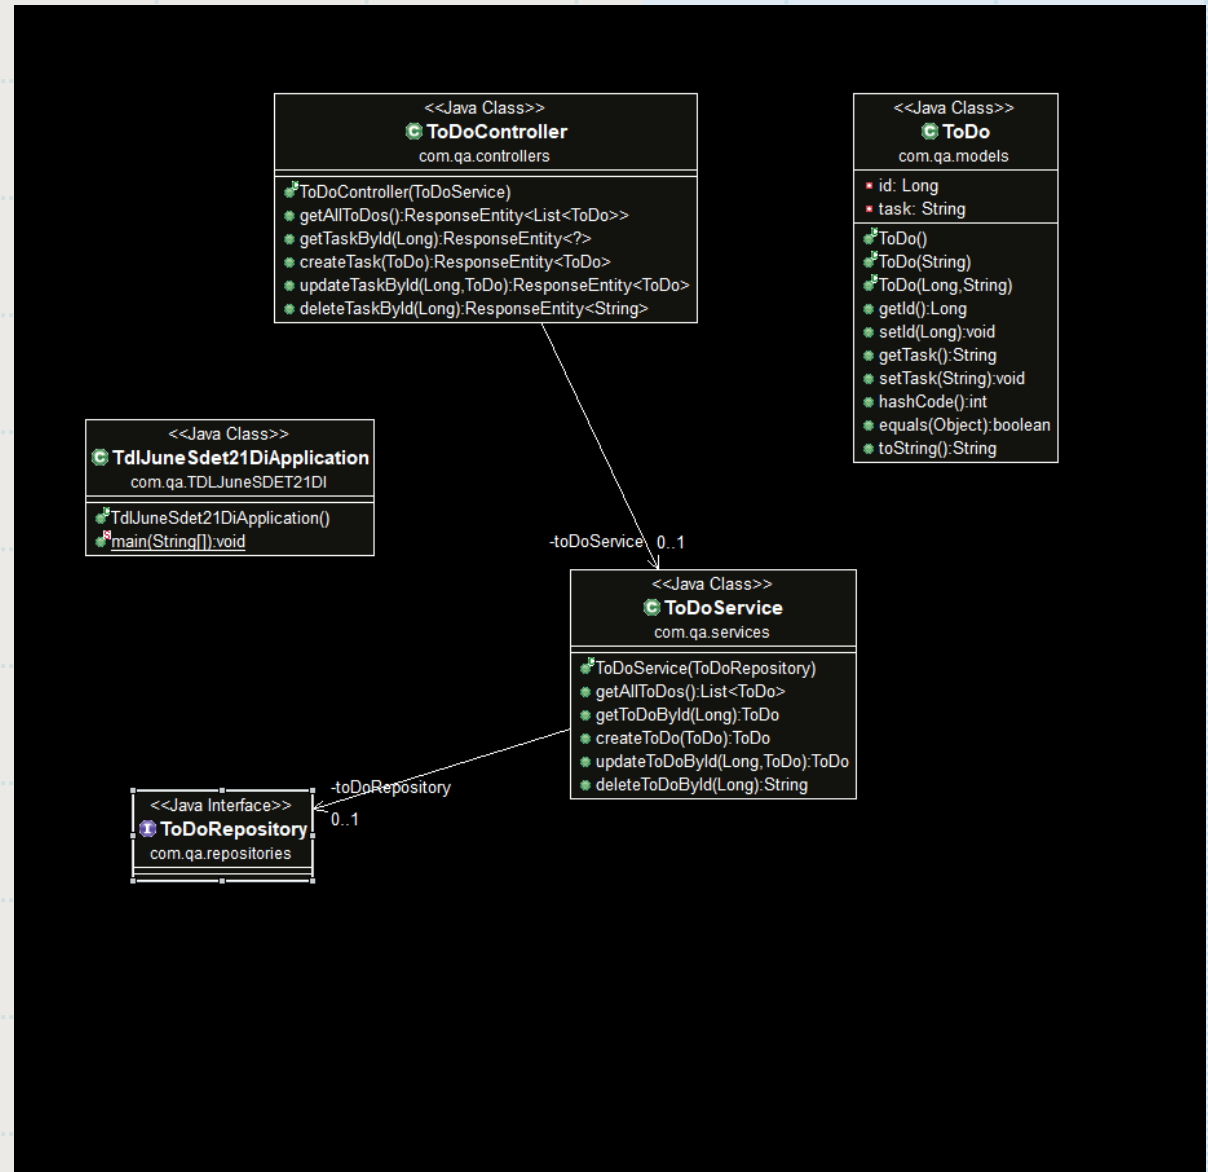 <<Java Class>>
ToDoController
com.qa.controllers
ToDoController(ToDoService)
getAllToDos():ResponseEntity<List<ToDo>>
getTaskById(Long):ResponseEntity<?>
createTask(ToDo):ResponseEntity<ToDo>
updateTaskById(Long,ToDo):ResponseEntity<ToDo>
deleteTaskById(Long):ResponseEntity<String>
<<Java Class>>
ToDo
com.qa.models
id: Long
task: String
ToDo()
ToDo(String)
ToDo(Long,String)
getId():Long
setId(Long):void
getTask():String
setTask(String):void
hashCode():int
equals(Object):boolean
toString():String
<<Java Class>>
TdlJuneSdet21DiApplication
com.qa.TDLJuneSDET21DI
TdlJuneSdet21DiApplication()
main(String[]):void
-toDoService 0..1
<<Java Class>>
ToDoService
com.qa.services
ToDoService(ToDoRepository)
getAllToDos():List<ToDo>
getToDoById(Long):ToDo
createToDo(ToDo):ToDo
updateToDoById(Long,ToDo):ToDo
deleteToDoById(Long):String
-toDoRepository
0..1
<<Java Interface>>
ToDoRepository
com.qa.repositories